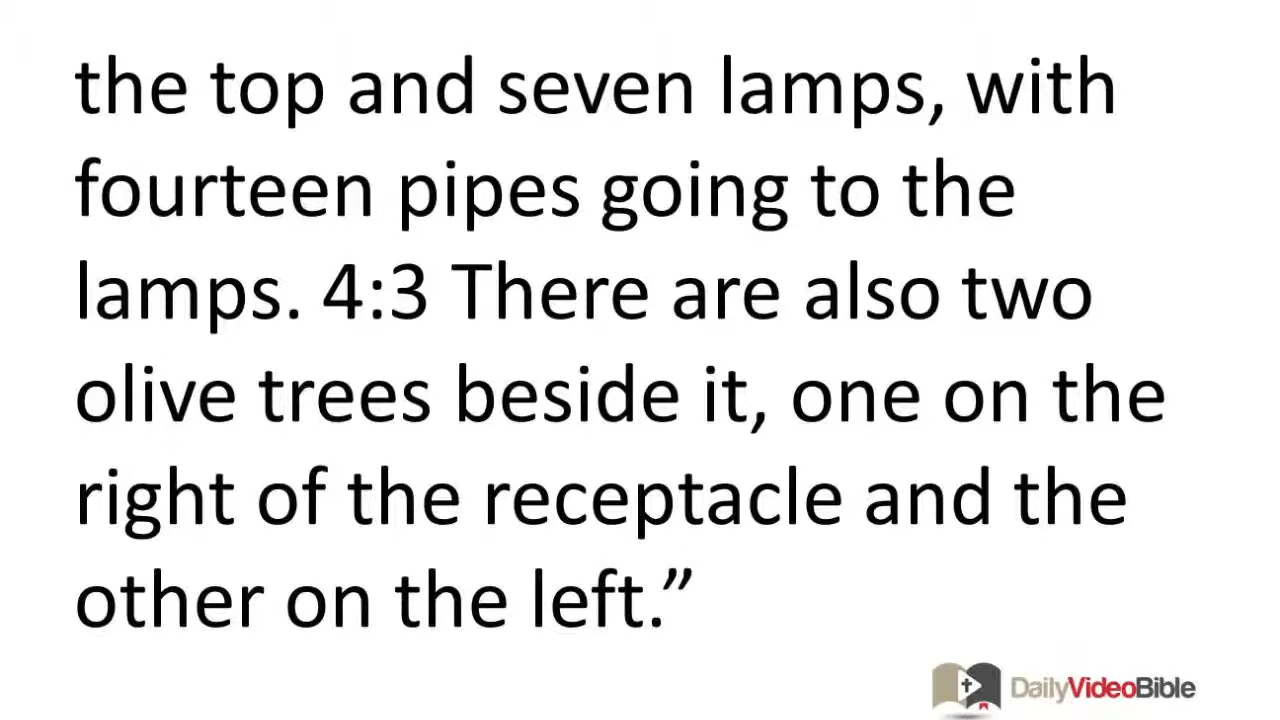 the top and seven lamps, with
fourteen pipes going to the
lamps. 4:3 There are also two
olive trees beside it, one on the
right of the receptacle and the
other on the left.”
DailyVideoBible